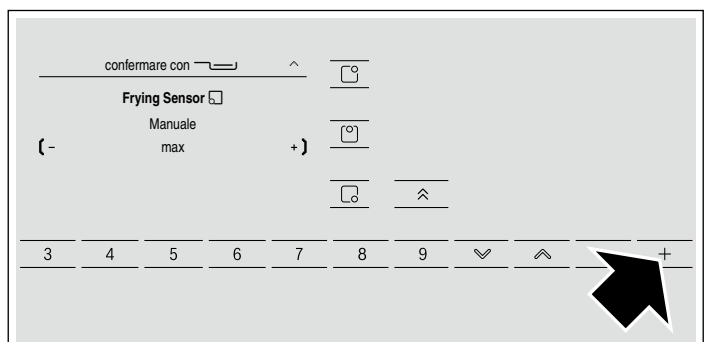 confermare con
Frying Sensor
Manuale
- max +
3 4 5 6 7 8 9 +